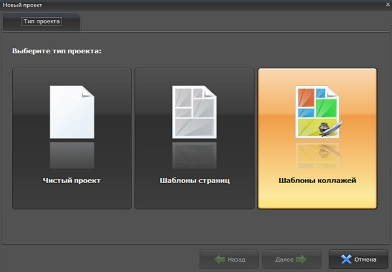 Новый проект
Тип проекта
Выберите тип проекта:
Чистый проект
Шаблоны страниц
Шаблоны коллажей
Назад
Далее
Отмена